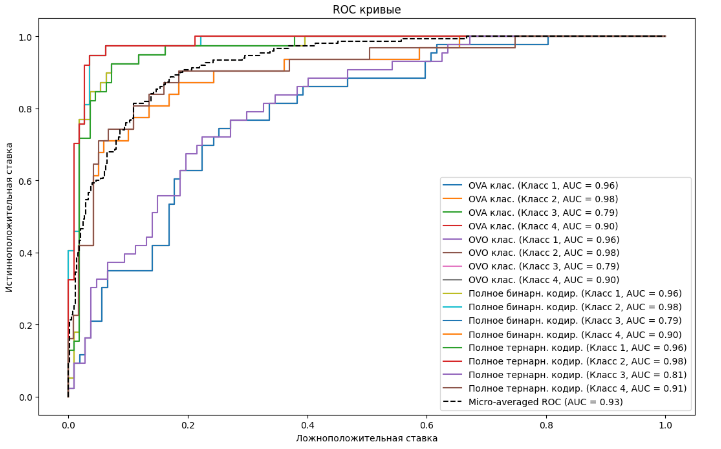 ROC кривые
Истинноположительная ставка
1.0
0.8
0.6
0.4
0.2
0.0
OVA клас. (Класс 1, AUC = 0.96)
OVA клас. (Класс 2, AUC = 0.98)
OVA клас. (Класс 3, AUC = 0.79)
OVA клас. (Класс 4, AUC = 0.90)
OVO клас. (Класс 1, AUC = 0.96)
OVO клас. (Класс 2, AUC = 0.98)
OVO клас. (Класс 3, AUC = 0.79)
OVO клас. (Класс 4, AUC = 0.90)
Полное бинарн. кодир. (Класс 1, AUC = 0.96)
Полное бинарн. кодир. (Класс 2, AUC = 0.98)
Полное бинарн. кодир. (Класс 3, AUC = 0.79)
Полное бинарн. кодир. (Класс 4, AUC = 0.90)
Полное тернарн. кодир. (Класс 1, AUC = 0.96)
Полное тернарн. кодир. (Класс 2, AUC = 0.98)
Полное тернарн. кодир. (Класс 3, AUC = 0.81)
Полное тернарн. кодир. (Класс 4, AUC = 0.91)
Micro-averaged ROC (AUC = 0.93)
0.0 0.2 0.4 0.6 0.8 1.0
Ложноположительная ставка